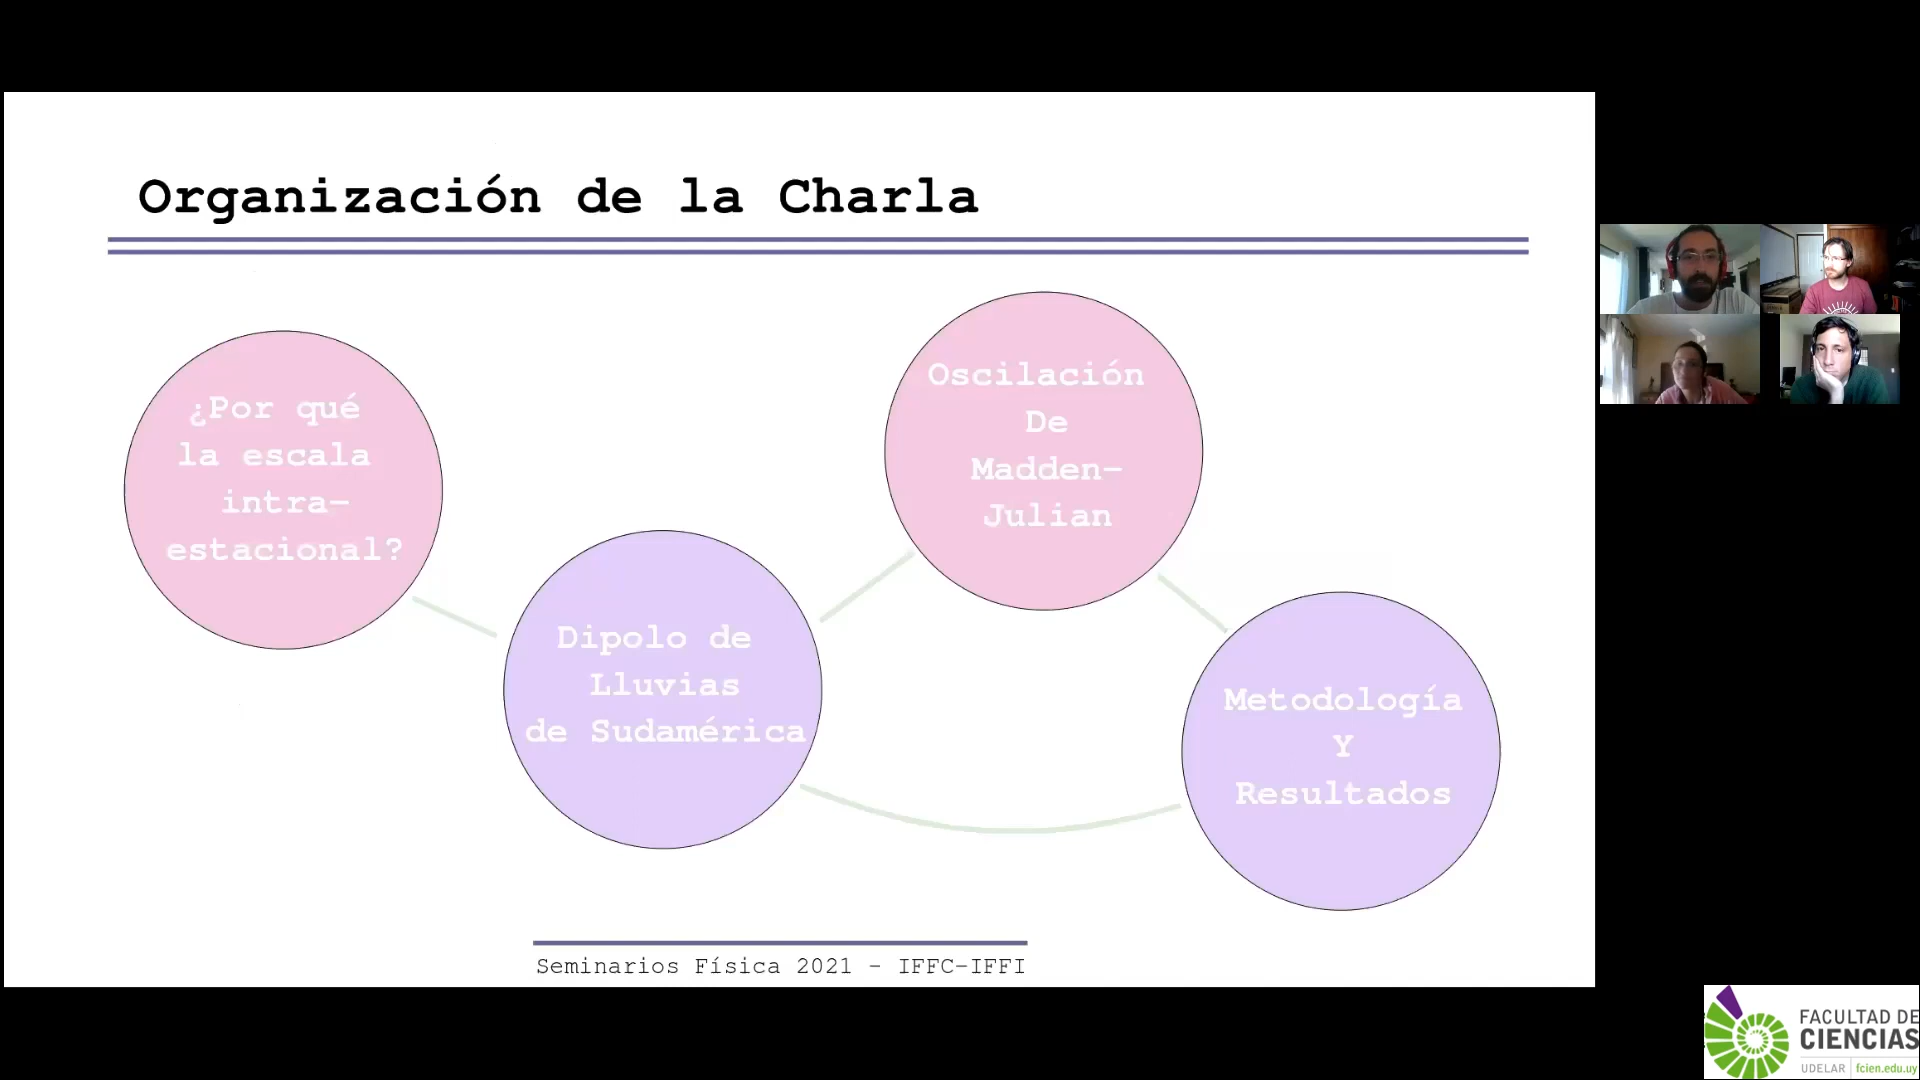 Organización de la Charla
¿Por qué
la escala
intra-
estacional?
Dipolo de
Lluvias
de Sudamérica
Oscilación
De
Madden-
Julian
Metodología
Y
Resultados
Seminarios Física 2021 - IFFC-IFFI
FACULTAD DE
CIENCIAS
UDELAR | fcien.edu.uy